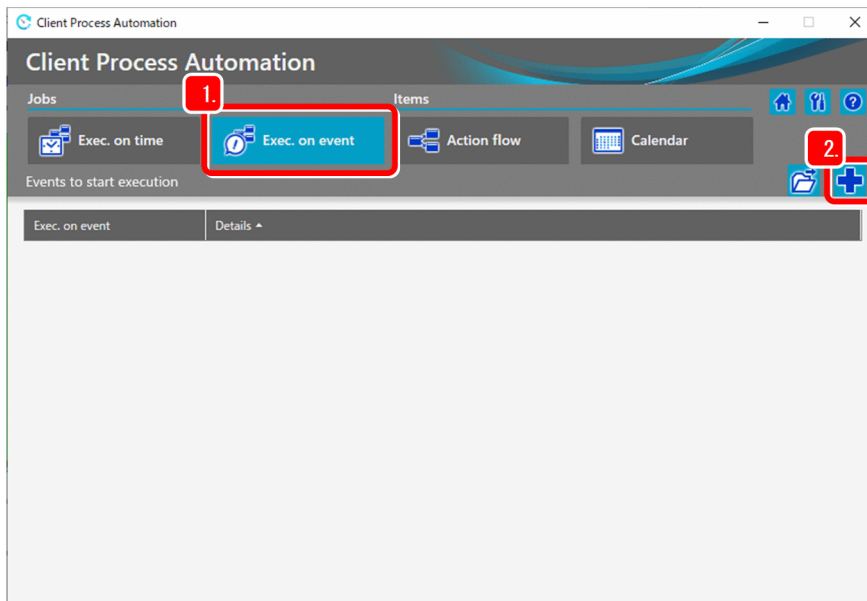 Client Process Automation
Client Process Automation
Jobs
1.
Items
Exec. on time
Exec. on event
Action flow
Calendar
2.
Events to start execution
Exec. on event
Details